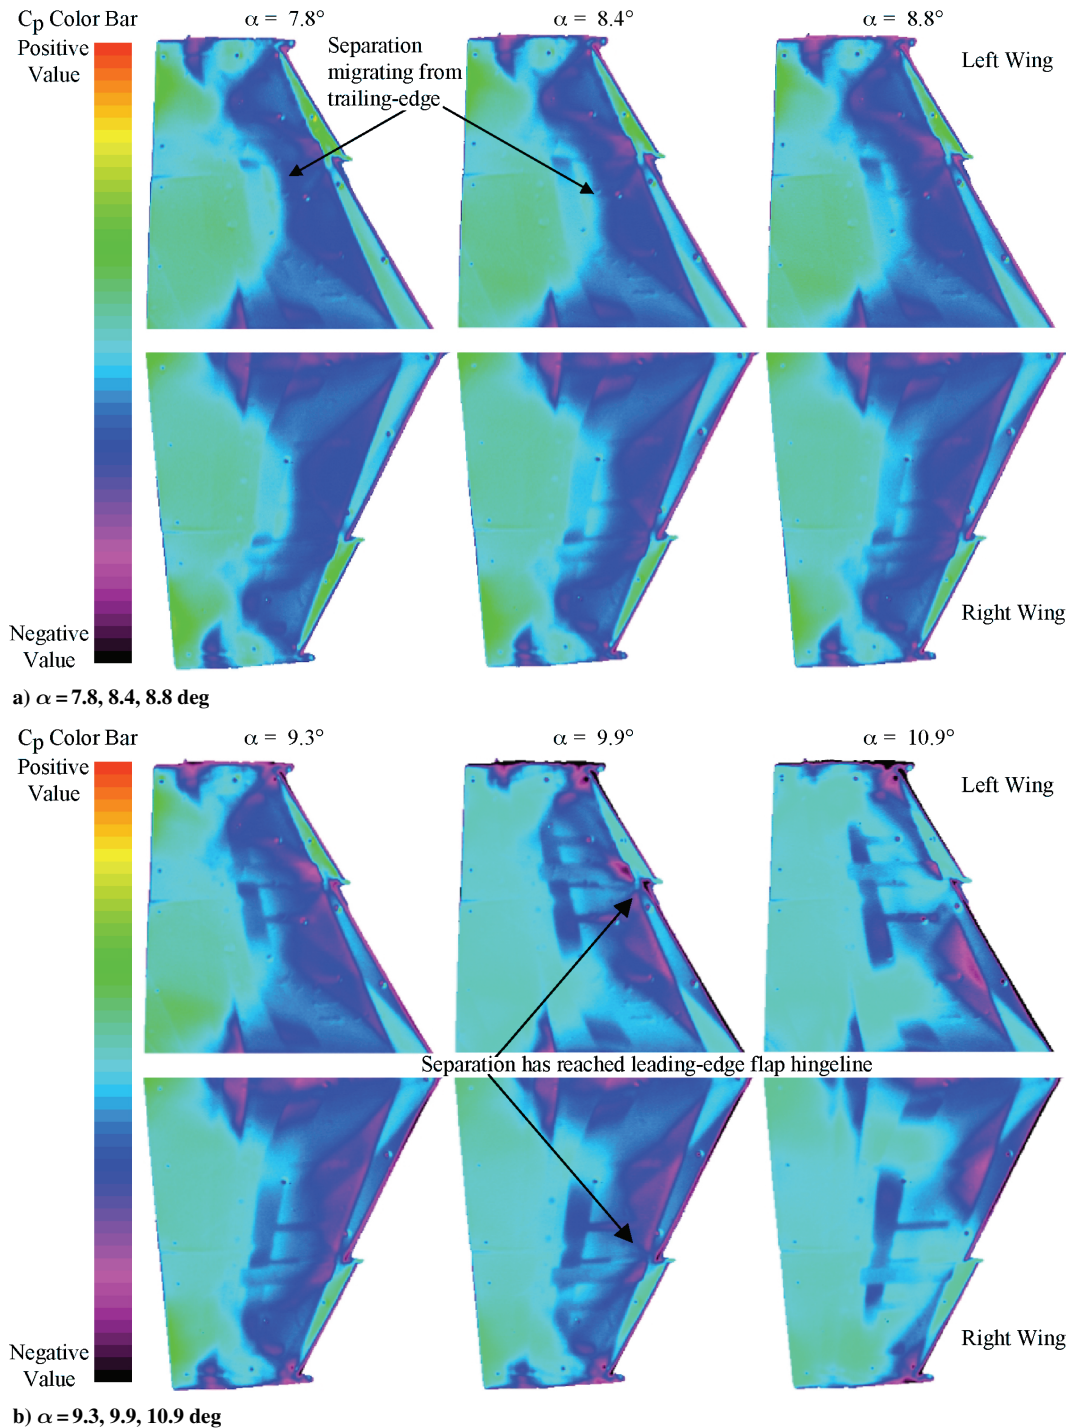 Cp Color Bar
α = 7.8°
α = 8.4°
α = 8.8°
Positive
Value
Separation
migrating from
trailing-edge
Left Wing
Right Wing
Negative
Value
a) α = 7.8, 8.4, 8.8 deg
Cp Color Bar
α = 9.3°
α = 9.9°
α = 10.9°
Positive
Value
Left Wing
Separation has reached leading-edge flap hingeline
Right Wing
Negative
Value
b) α = 9.3, 9.9, 10.9 deg